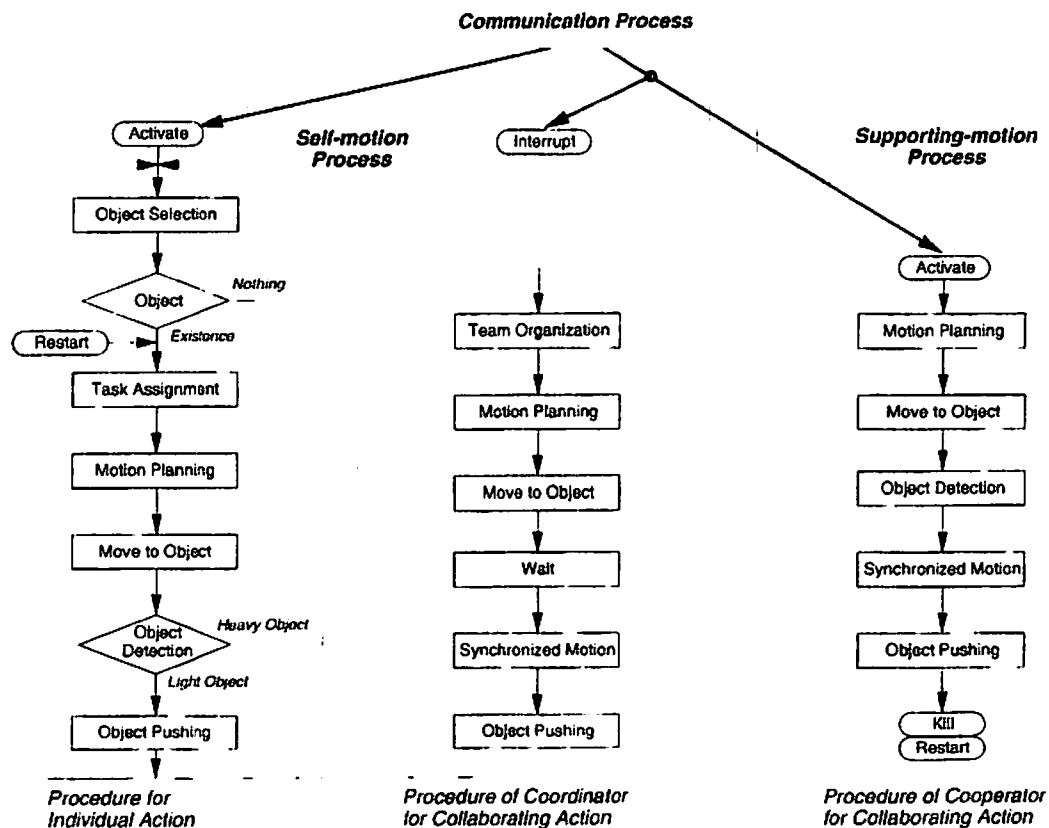 Communication Process
Activate
Self-motion
Process
Interrupt
Supporting-motion
Process
Object Selection
Activate
Object
Nothing
Existence
Restart
Team Organization
Motion Planning
Task Assignment
Motion Planning
Move to Object
Motion Planning
Move to Object
Object Detection
Move to Object
Wait
Synchronized Motion
Object
Detection
Heavy Object
Light Object
Synchronized Motion
Object Pushing
Object Pushing
Object Pushing
Kill
Restart
Procedure for
Individual Action
Procedure of Coordinator
for Collaborating Action
Procedure of Cooperator
for Collaborating Action